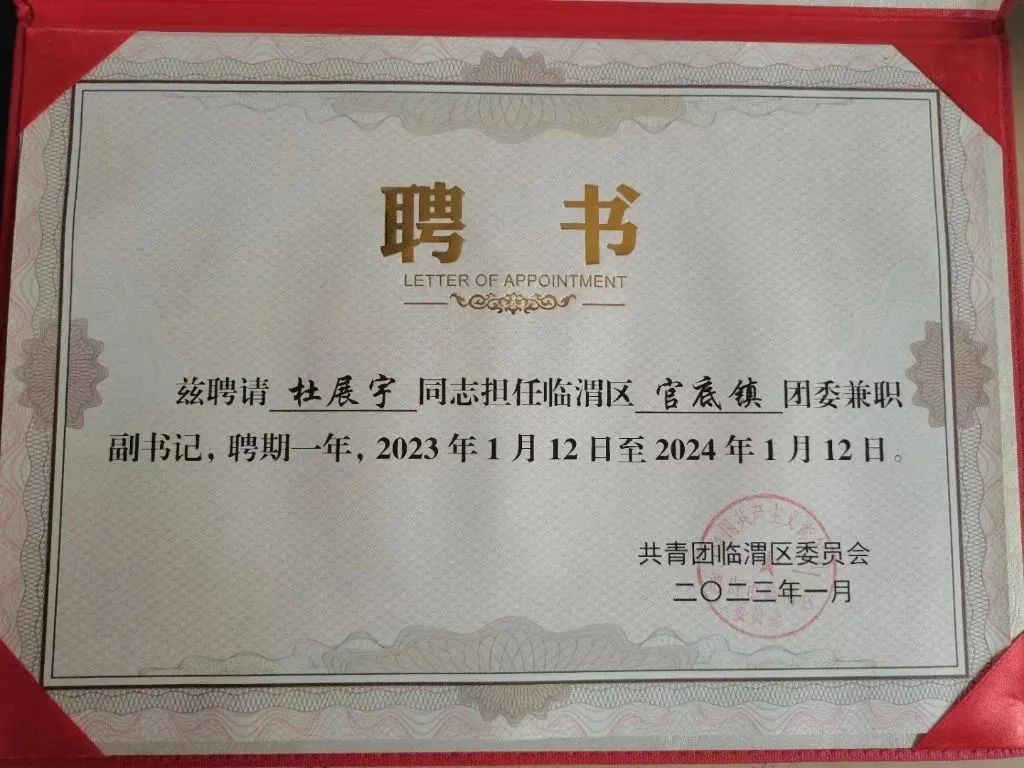 聘 书
LETTER OF APPOINTMENT
兹聘请 杜展宇 同志担任临渭区 官底镇 团委兼职
副书记，聘期一年，2023 年 1 月 12 日至 2024 年 1 月 12 日。
共青团临渭区委员会
二〇二三年一月